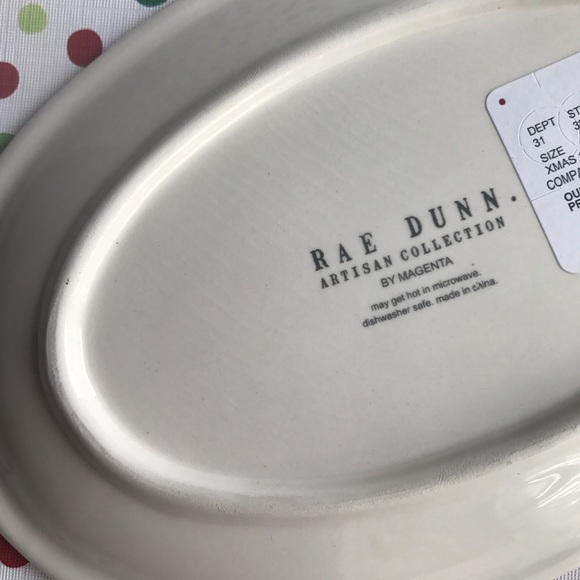 RAE DUNN.
ARTISAN COLLECTION
BY MAGENTA
may get hot in microwave.
dishwasher safe. made in china.
DEPT
31
SIZE
XMAS